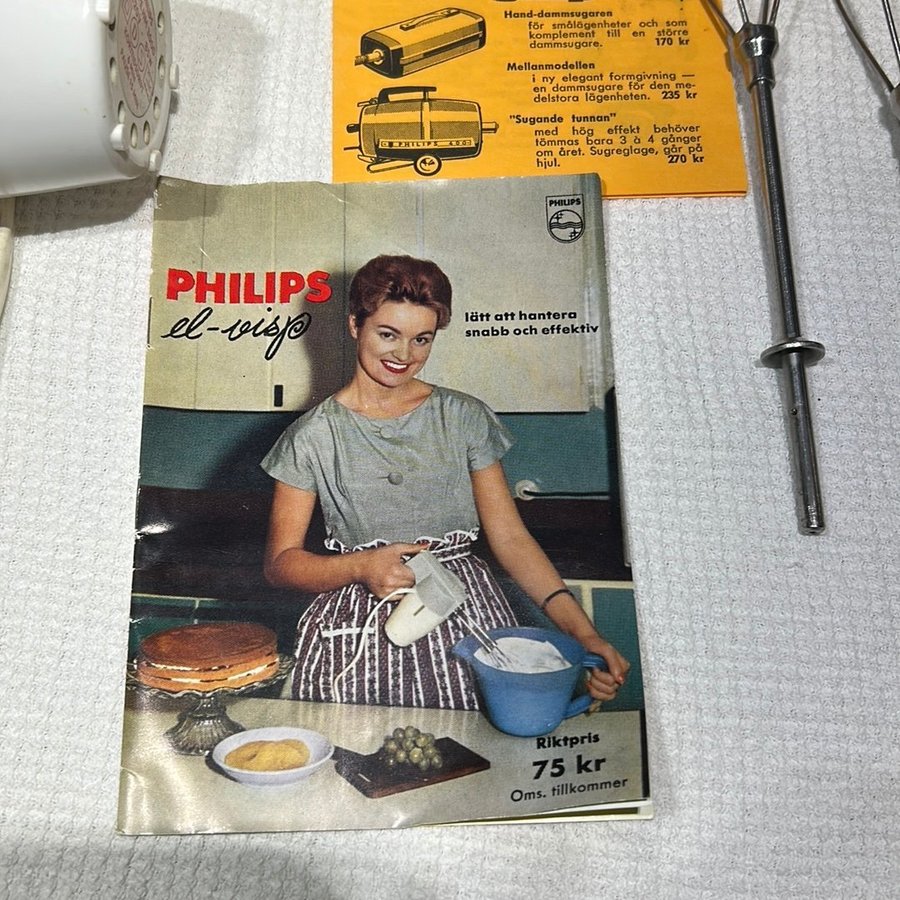 Hand-dammsugaren
för smålägenheter och som
komplement till en större
dammsugare. 170 kr
Mellanmodellen
i ny elegant formgivning —
en dammsugare för den me-
delstora lägenheten. 235 kr
"Sugande tunnan"
med hög effekt behöver
tömmas bara 3 à 4 gånger
om året. Sugreglage, går på
hjul. 270 kr
PHILIPS 400
PHILIPS
PHILIPS
el-visp
lätt att hantera
snabb och effektiv
Riktpris
75 kr
Oms. tillkommer